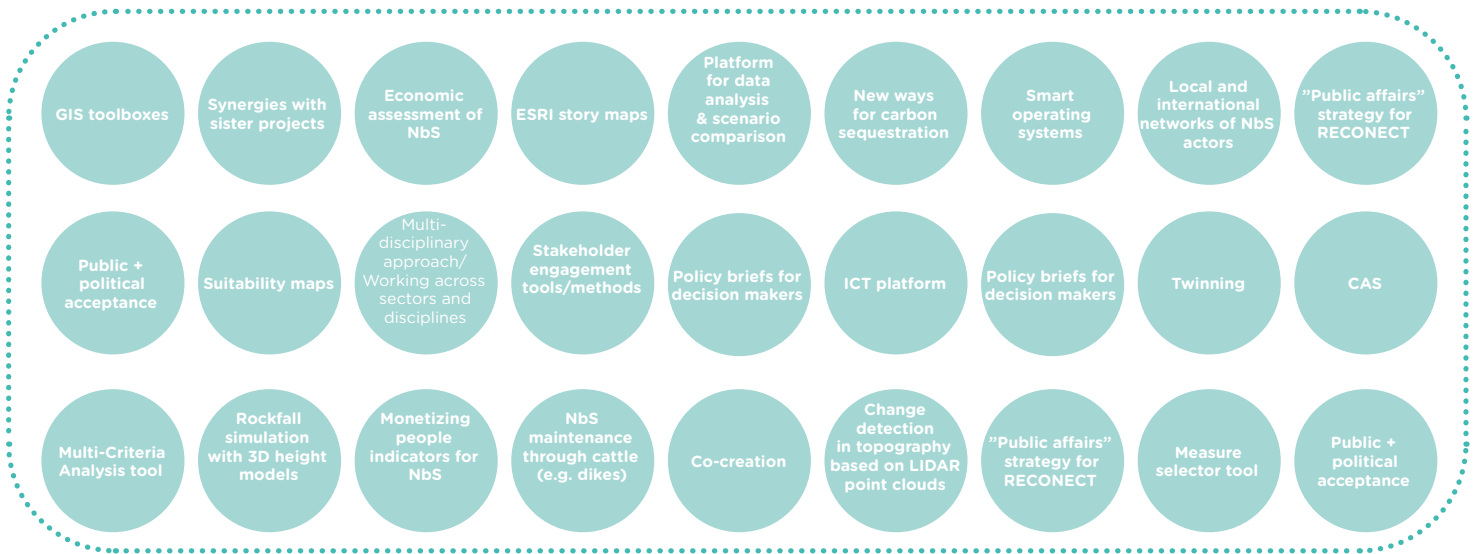 GIS toolboxes
Synergies with
sister projects
Economic
assessment of
NbS
ESRI story maps
Platform
for data
analysis
& scenario
comparison
New ways
for carbon
sequestration
Smart
operating
systems
Local and
international
networks of NbS
actors
”Public affairs”
strategy for
RECONECT
Public +
political
acceptance
Suitability maps
Multi-
disciplinary
approach/
Working across
sectors and
disciplines
Stakeholder
engagement
tools/methods
Policy briefs for
decision makers
ICT platform
Policy briefs for
decision makers
Twinning
CAS
Multi-Criteria
Analysis tool
Rockfall
simulation
with 3D height
models
Monetizing
people
indicators for
NbS
NbS
maintenance
through cattle
(e.g. dikes)
Co-creation
Change
detection
in topography
based on LIDAR
point clouds
”Public affairs”
strategy for
RECONECT
Measure
selector tool
Public +
political
acceptance